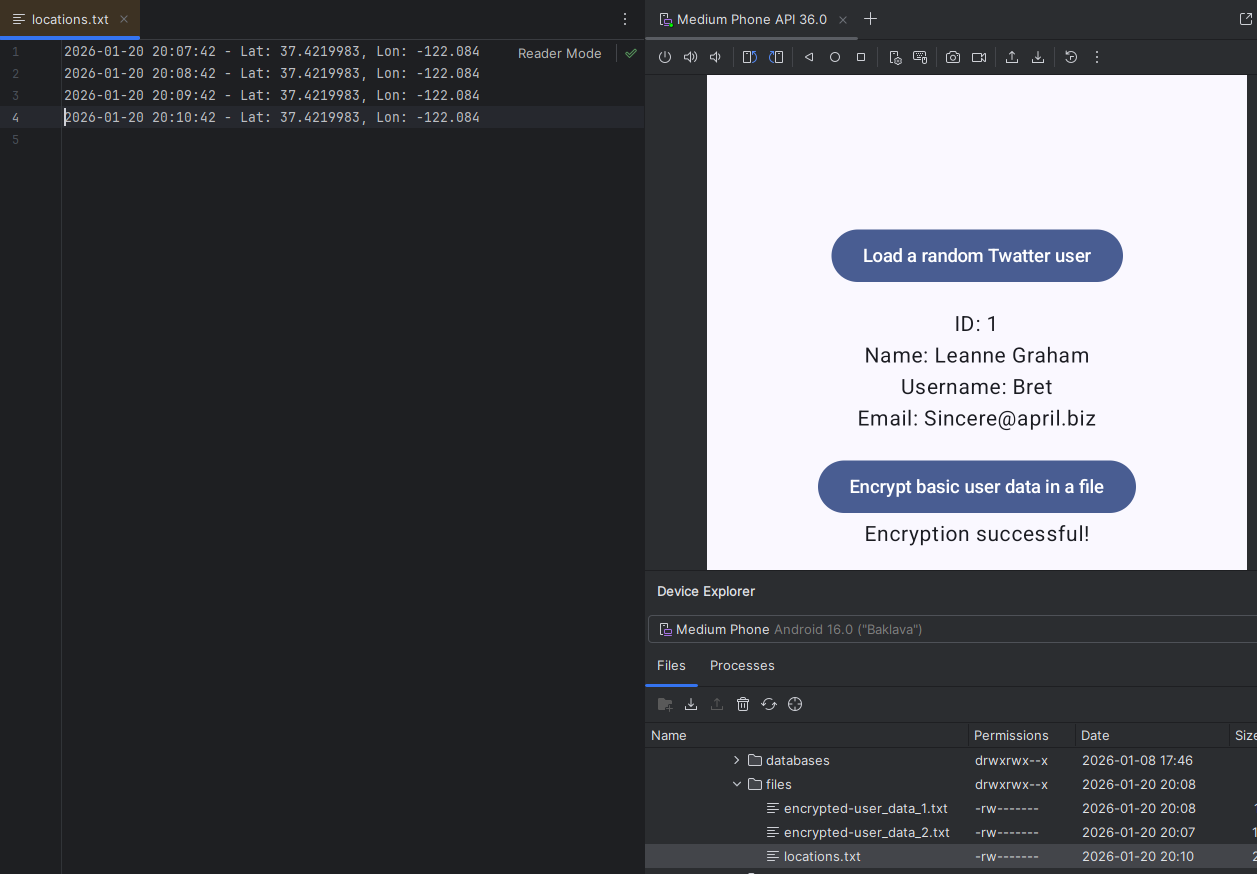 locations.txt
1 2026-01-20 20:07:42 - Lat: 37.4219983, Lon: -122.084
Reader Mode
2 2026-01-20 20:08:42 - Lat: 37.4219983, Lon: -122.084
3 2026-01-20 20:09:42 - Lat: 37.4219983, Lon: -122.084
4 2026-01-20 20:10:42 - Lat: 37.4219983, Lon: -122.084
5
Medium Phone API 36.0
Load a random Twatter user
ID: 1
Name: Leanne Graham
Username: Bret
Email: Sincere@april.biz
Encrypt basic user data in a file
Encryption successful!
Device Explorer
Medium Phone Android 16.0 ("Baklava")
Files Processes
Name Permissions Date Size
databases drwxrwx--x 2026-01-08 17:46
files drwxrwx--x 2026-01-20 20:08
encrypted-user_data_1.txt -rw------- 2026-01-20 20:08
encrypted-user_data_2.txt -rw------- 2026-01-20 20:07
locations.txt -rw------- 2026-01-20 20:10